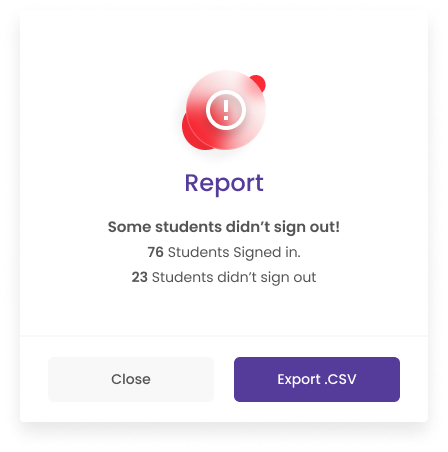 Report
Some students didn’t sign out!
76 Students Signed in.
23 Students didn’t sign out
Close
Export .CSV